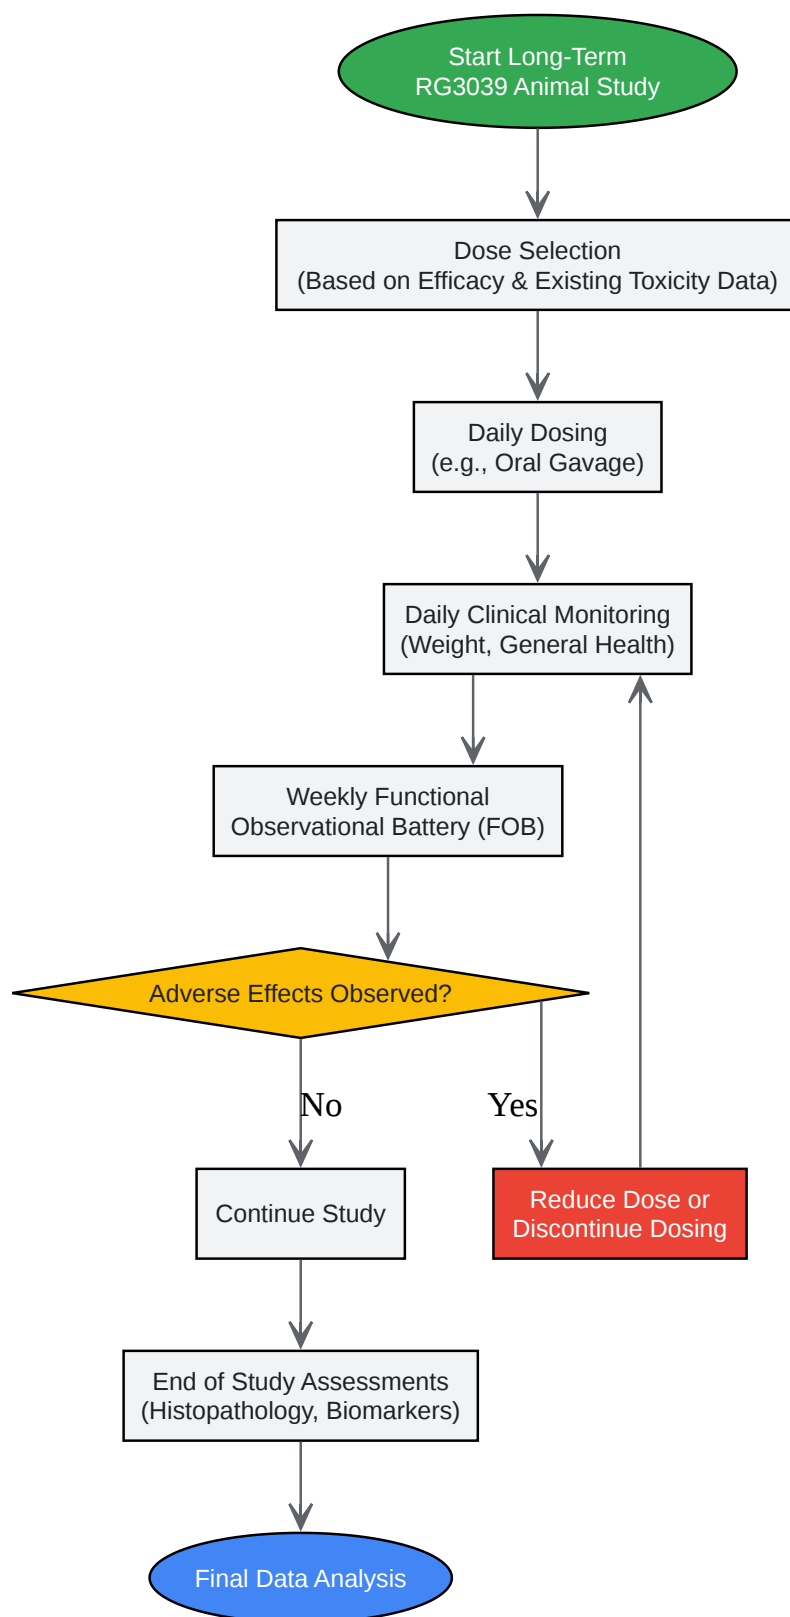 Start Long-Term
RG3039 Animal Study
Dose Selection
(Based on Efficacy & Existing Toxicity Data)
Daily Dosing
(e.g., Oral Gavage)
Daily Clinical Monitoring
(Weight, General Health)
Weekly Functional
Observational Battery (FOB)
Adverse Effects Observed?
No
Yes
Continue Study
Reduce Dose or
Discontinue Dosing
End of Study Assessments
(Histopathology, Biomarkers)
Final Data Analysis